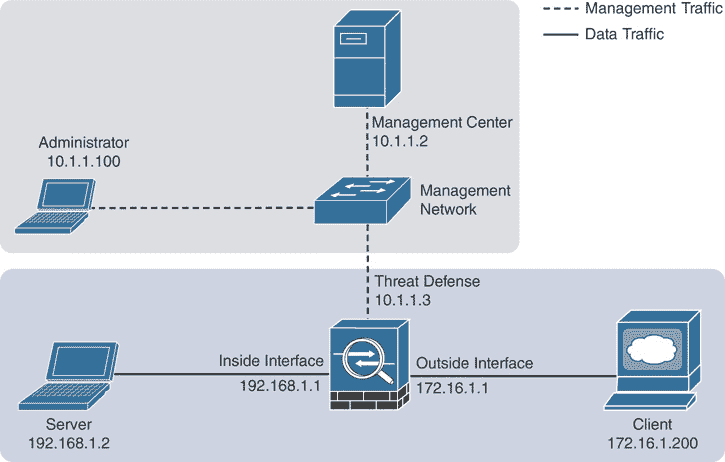 Management Traffic
Data Traffic
Management Center
10.1.1.2
Administrator
10.1.1.100
Management
Network
Threat Defense
10.1.1.3
Inside Interface
192.168.1.1
Outside Interface
172.16.1.1
Server
192.168.1.2
Client
172.16.1.200